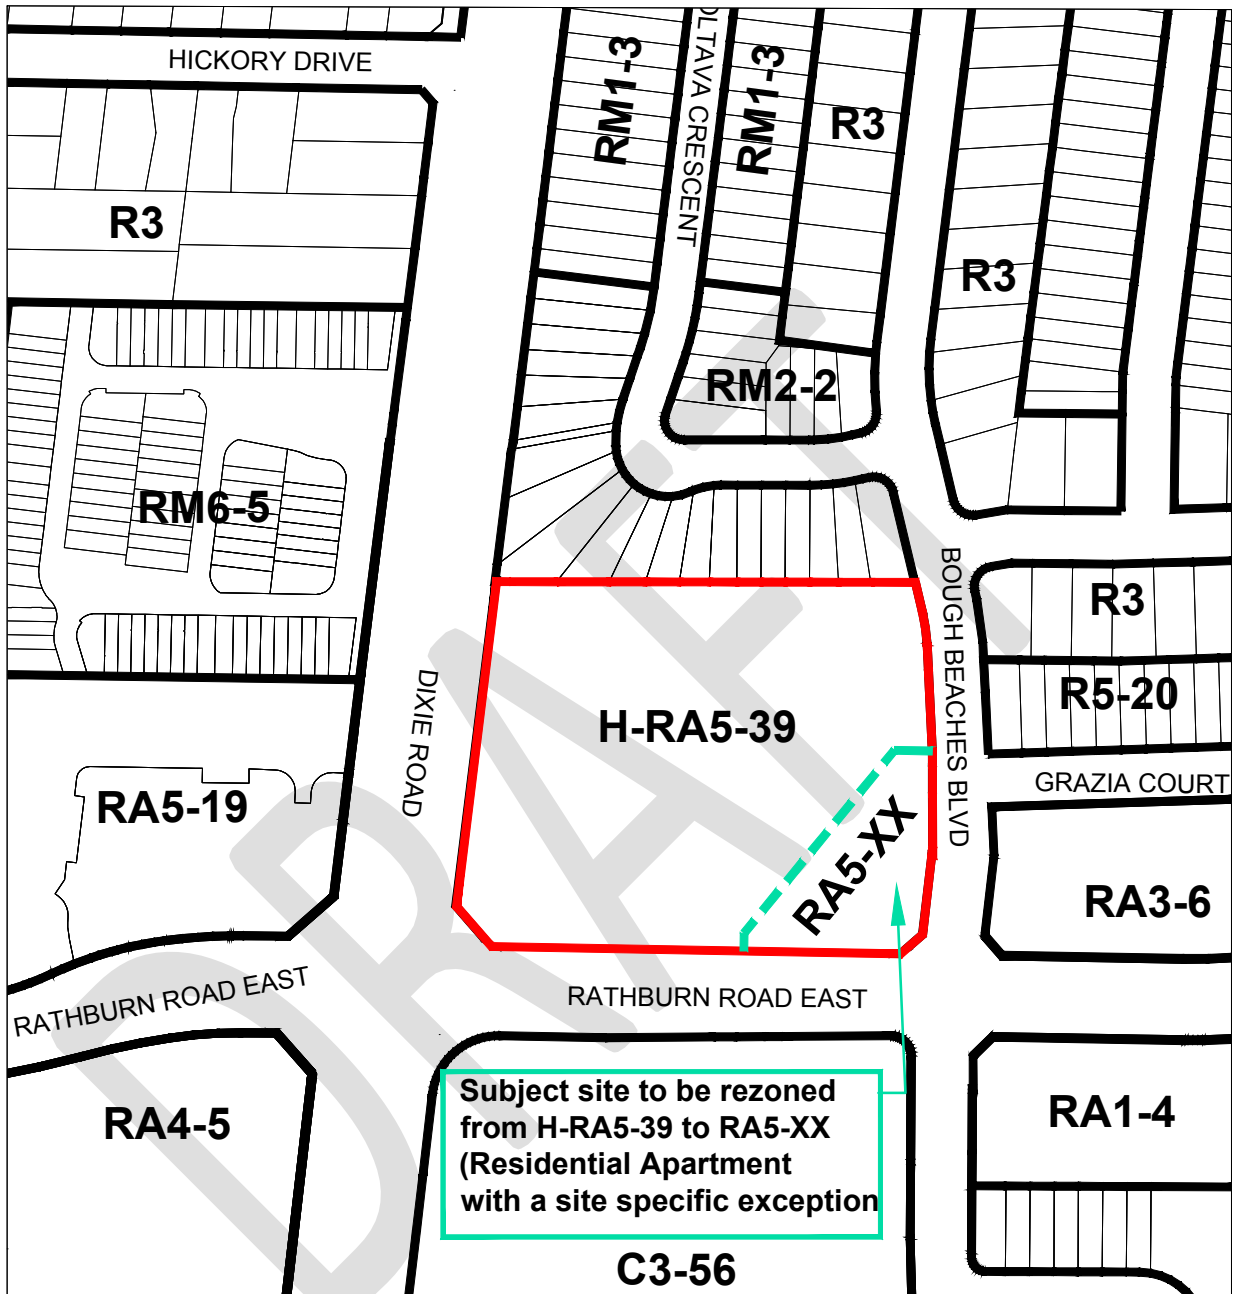 HICKORY DRIVE
RM1-3
OLTAVA CRESCENT
RM1-3
R3
R3
R3
RM2-2
RM6-5
BOUGH BEACHES BLVD
R3
R5-20
DIXIE ROAD
H-RA5-39
GRAZIA COURT
RA5-19
RA5-XX
RA3-6
RATHBURN ROAD EAST
RATHBURN ROAD EAST
Subject site to be rezoned
from H-RA5-39 to RA5-XX
(Residential Apartment
with a site specific exception
RA4-5
RA1-4
C3-56
DRAFT